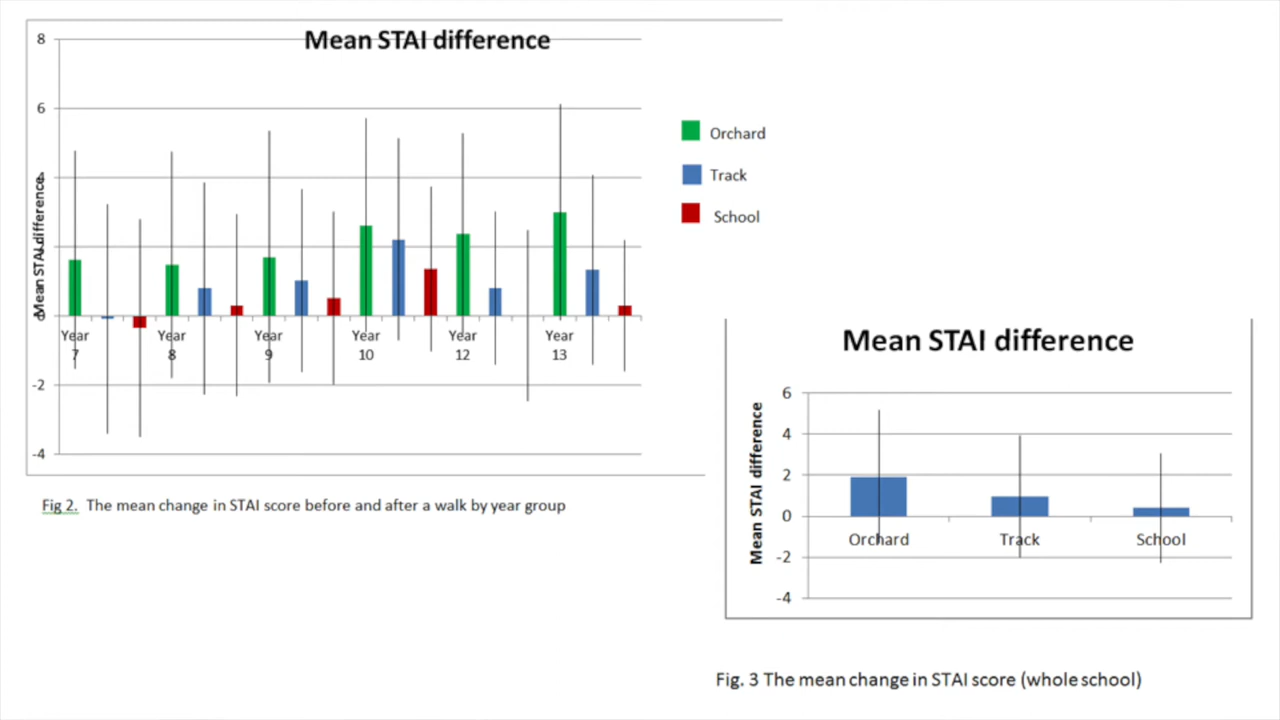 Mean STAI difference
8
6
4
2
0
-2
-4
Mean STAI difference
Year 7
Year 8
Year 9
Year 10
Year 12
Year 13
Orchard
Track
School
Fig 2. The mean change in STAI score before and after a walk by year group
Mean STAI difference
6
4
2
0
-2
-4
Mean STAI difference
Orchard
Track
School
Fig. 3 The mean change in STAI score (whole school)